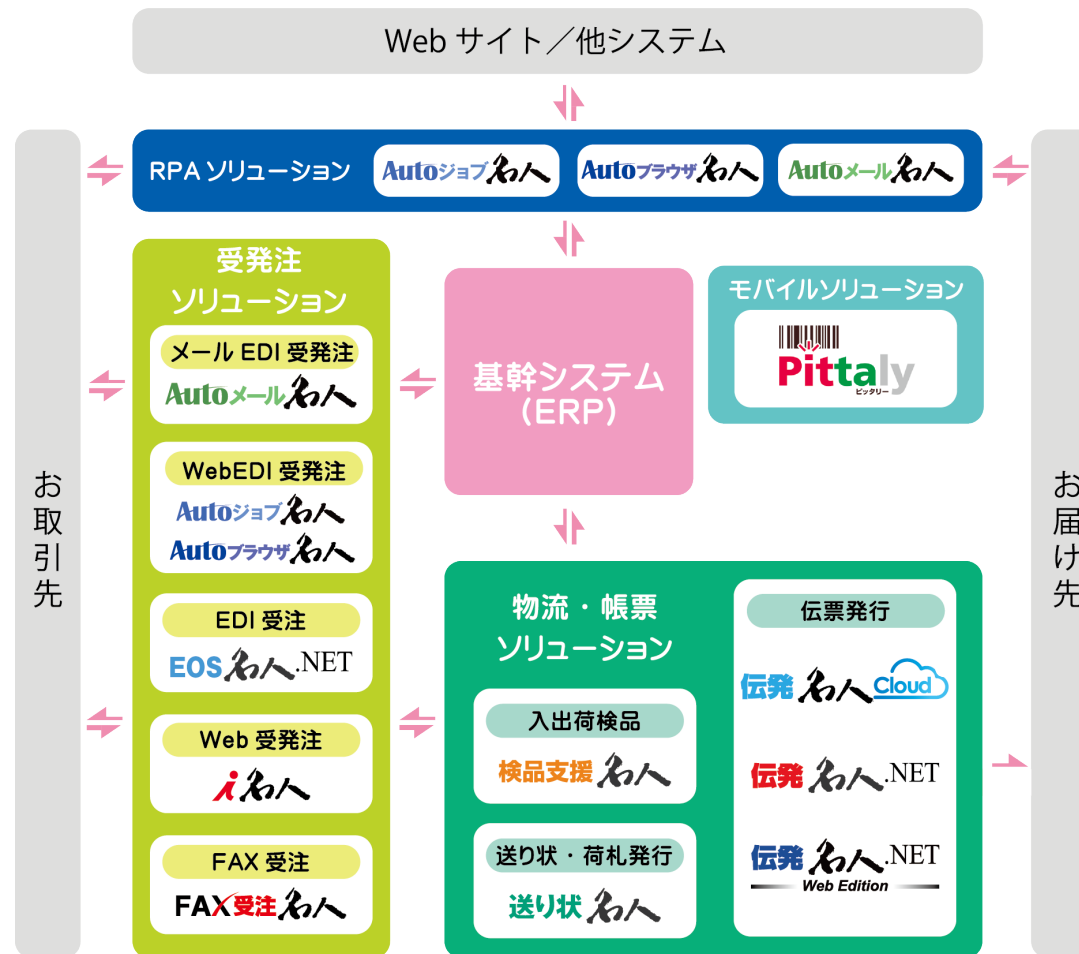 Web サイト／他システム
RPA ソリューション
Autoジョブ名人
Autoブラウザ名人
Autoメール名人
お取引先
受発注
ソリューション
メール EDI 受発注
Autoメール名人
WebEDI 受発注
Autoジョブ名人
Autoブラウザ名人
EDI 受注
EOS名人.NET
Web 受発注
i名人
FAX 受注
FAX受注名人
基幹システム
(ERP)
モバイルソリューション
Pittaly
ピッタリー
物流・帳票
ソリューション
入出荷検品
検品支援名人
送り状・荷札発行
送り状名人
伝票発行
伝発名人Cloud
伝発名人.NET
伝発名人.NET
Web Edition
お届け先